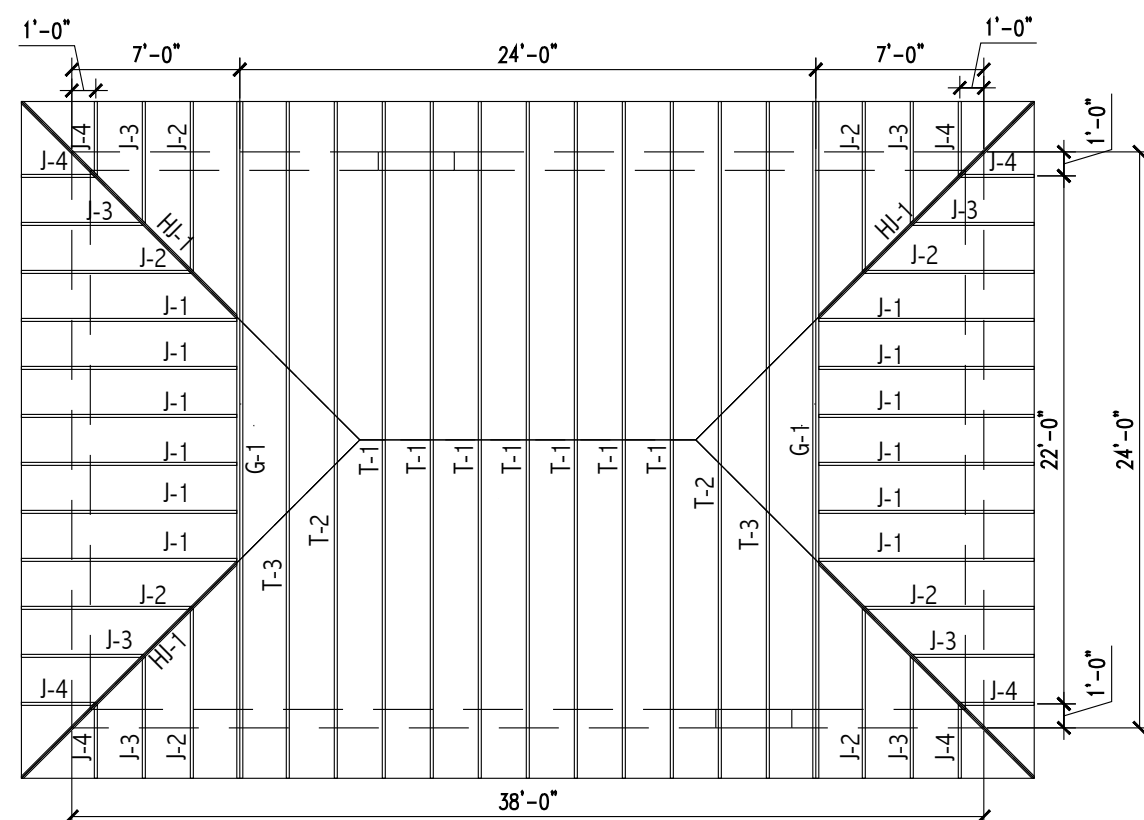 1'-0" 7'-0" 24'-0" 7'-0" 1'-0"
J-4 J-3 J-2 J-2 J-3 J-4 1'-0"
J-4 J-4
J-3 HJ-1 HJ-1 J-3
J-2 J-2
J-1 J-1
J-1 J-1
J-1 J-1
J-1 G-1 T-1 T-1 T-1 T-1 T-1 T-1 T-1 G-1 J-1 22'-0" 24'-0"
J-1 T-2 T-2 J-1
J-1 T-3 T-3 J-1
J-2 J-2
J-3 HJ-1 J-3
J-4 J-4 1'-0"
J-4 J-3 J-2 J-2 J-3 J-4
38'-0"